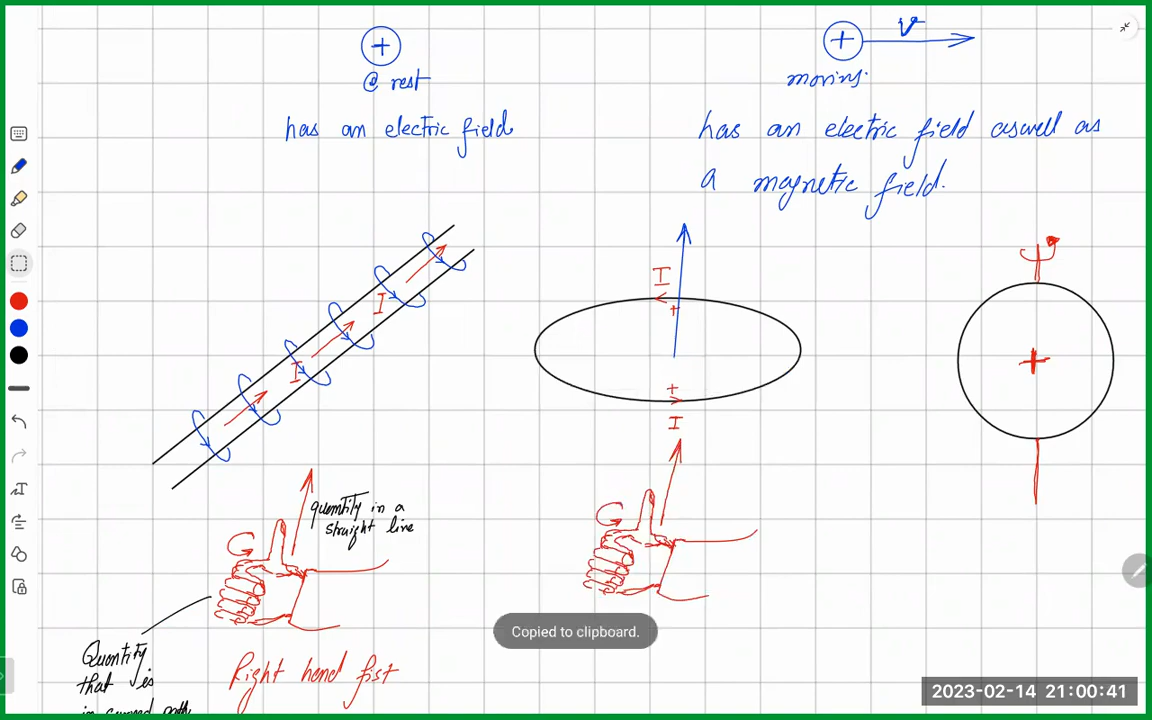 +
+
V
@ rest
moving.
has an electric field
has an electric field aswell as
a magnetic field.
I
I
I
+
+
I
+
quantity in a
straight line
Quantity
that is
Right hand fist
Copied to clipboard.
2023-02-14 21:00:41